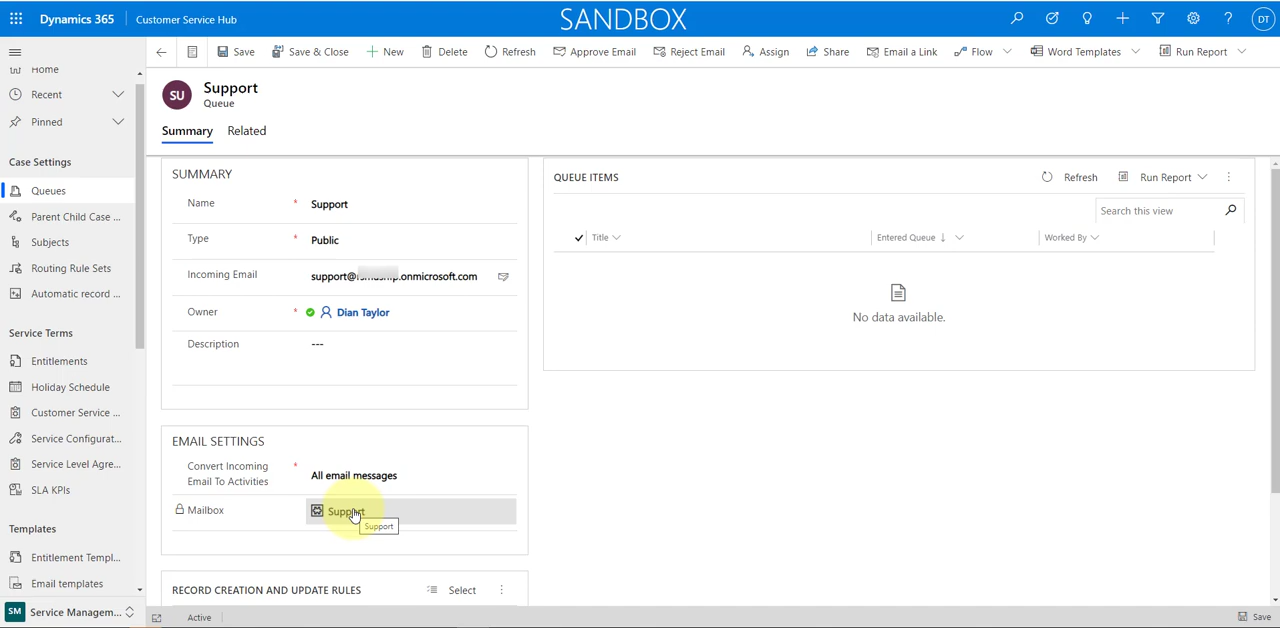 Dynamics 365
Customer Service Hub
SANDBOX
DT
Save
Save & Close
New
Delete
Refresh
Approve Email
Reject Email
Assign
Share
Email a Link
Flow
Word Templates
Run Report
Home
Recent
Pinned
Case Settings
Queues
Parent Child Case ...
Subjects
Routing Rule Sets
Automatic record ...
Service Terms
Entitlements
Holiday Schedule
Customer Service ...
Service Configurat...
Service Level Agre...
SLA KPIs
Templates
Entitlement Templ...
Email templates
SM Service Managem...
SU
Support
Queue
Summary
Related
SUMMARY
Name * Support
Type * Public
Incoming Email support@ .onmicrosoft.com
Owner * Dian Taylor
Description ---
EMAIL SETTINGS
Convert Incoming
Email To Activities
* All email messages
Mailbox Support
Support
RECORD CREATION AND UPDATE RULES
Select
QUEUE ITEMS
Refresh
Run Report
Search this view
Title
Entered Queue
Worked By
No data available.
Active
Save